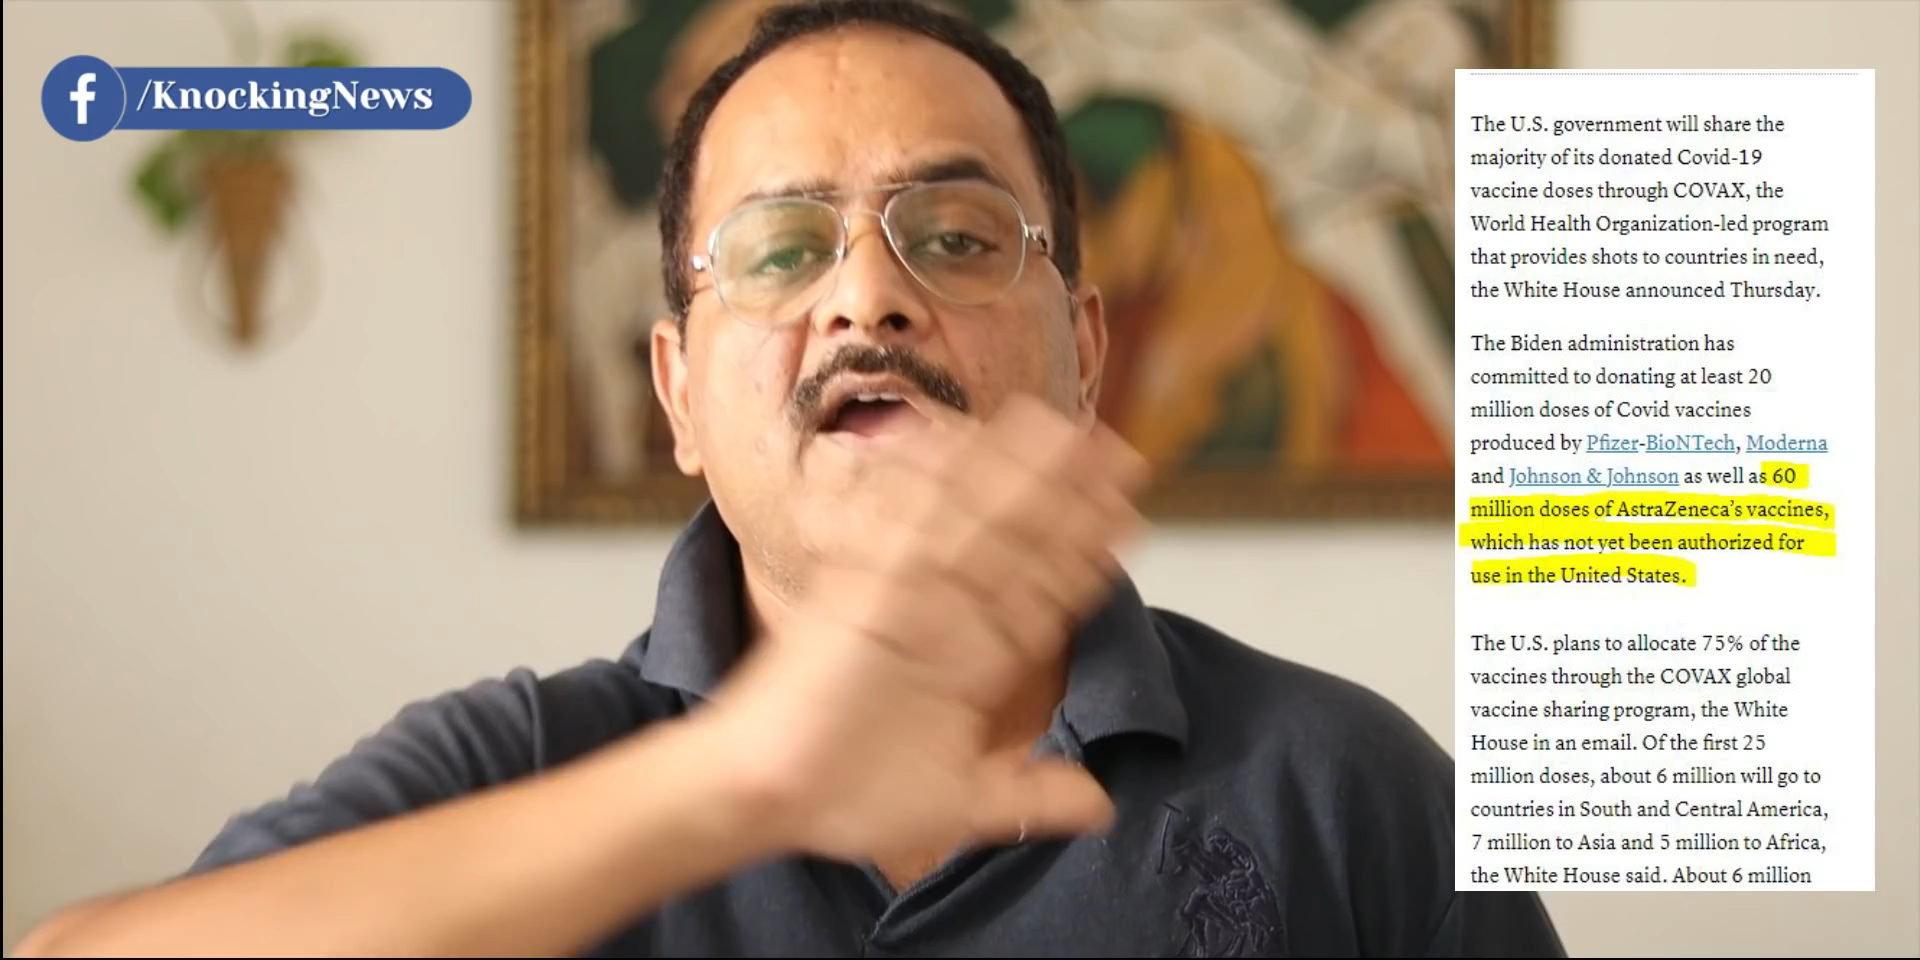 /KnockingNews
The U.S. government will share the
majority of its donated Covid-19
vaccine doses through COVAX, the
World Health Organization-led program
that provides shots to countries in need,
the White House announced Thursday.
The Biden administration has
committed to donating at least 20
million doses of Covid vaccines
produced by Pfizer-BioNTech, Moderna
and Johnson & Johnson as well as 60
million doses of AstraZeneca's vaccines,
which has not yet been authorized for
use in the United States.
The U.S. plans to allocate 75% of the
vaccines through the COVAX global
vaccine sharing program, the White
House in an email. Of the first 25
million doses, about 6 million will go to
countries in South and Central America,
7 million to Asia and 5 million to Africa,
the White House said. About 6 million